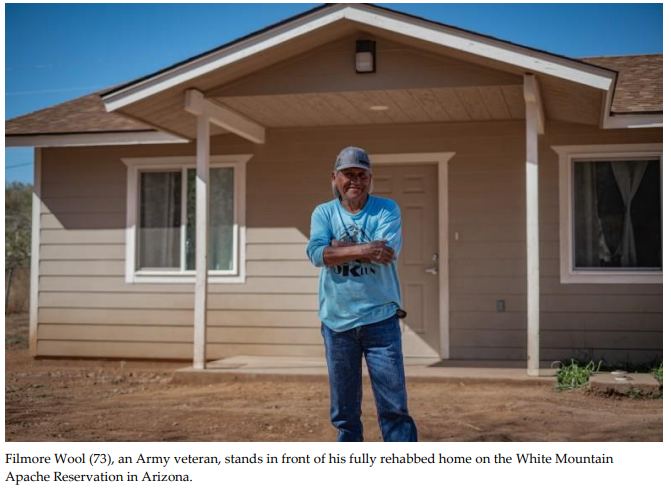 Filmore Wool (73), an Army veteran, stands in front of his fully rehabbed home on the White Mountain
Apache Reservation in Arizona.